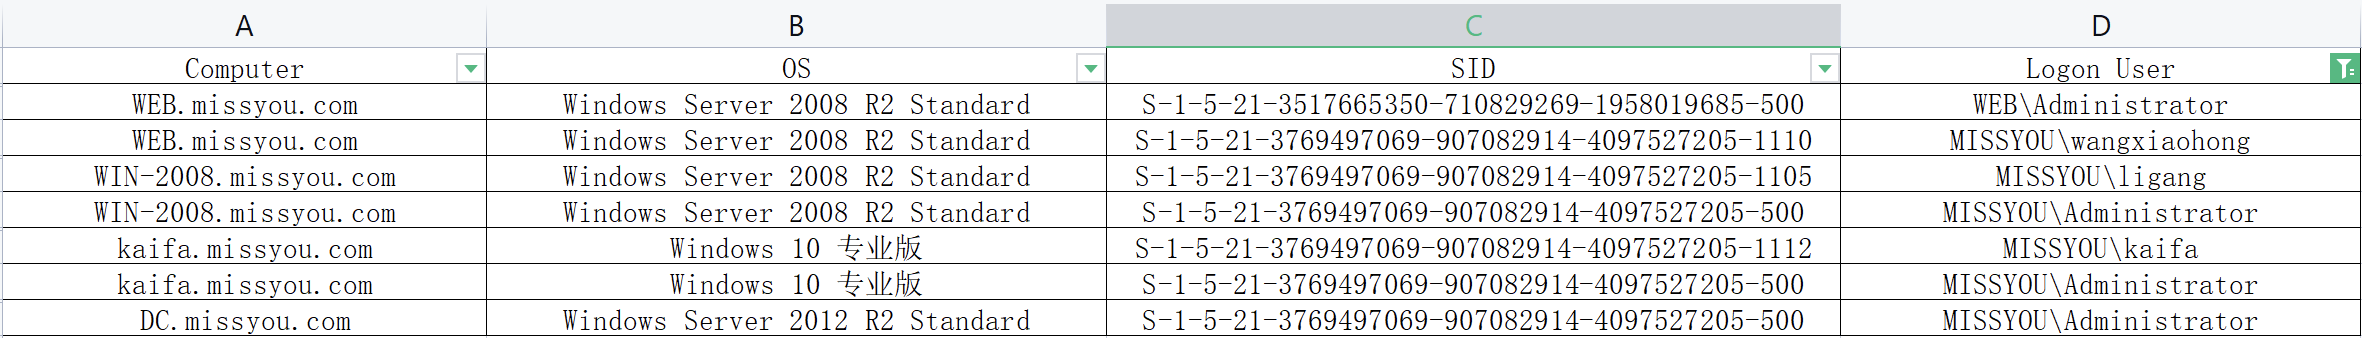 A B C D
Computer OS SID Logon User
WEB.missyou.com Windows Server 2008 R2 Standard S-1-5-21-3517665350-710829269-1958019685-500 WEB\Administrator
WEB.missyou.com Windows Server 2008 R2 Standard S-1-5-21-3769497069-907082914-4097527205-1110 MISSYOU\wangxiaohong
WIN-2008.missyou.com Windows Server 2008 R2 Standard S-1-5-21-3769497069-907082914-4097527205-1105 MISSYOU\ligang
WIN-2008.missyou.com Windows Server 2008 R2 Standard S-1-5-21-3769497069-907082914-4097527205-500 MISSYOU\Administrator
kaifa.missyou.com Windows 10 专业版 S-1-5-21-3769497069-907082914-4097527205-1112 MISSYOU\kaifa
kaifa.missyou.com Windows 10 专业版 S-1-5-21-3769497069-907082914-4097527205-500 MISSYOU\Administrator
DC.missyou.com Windows Server 2012 R2 Standard S-1-5-21-3769497069-907082914-4097527205-500 MISSYOU\Administrator